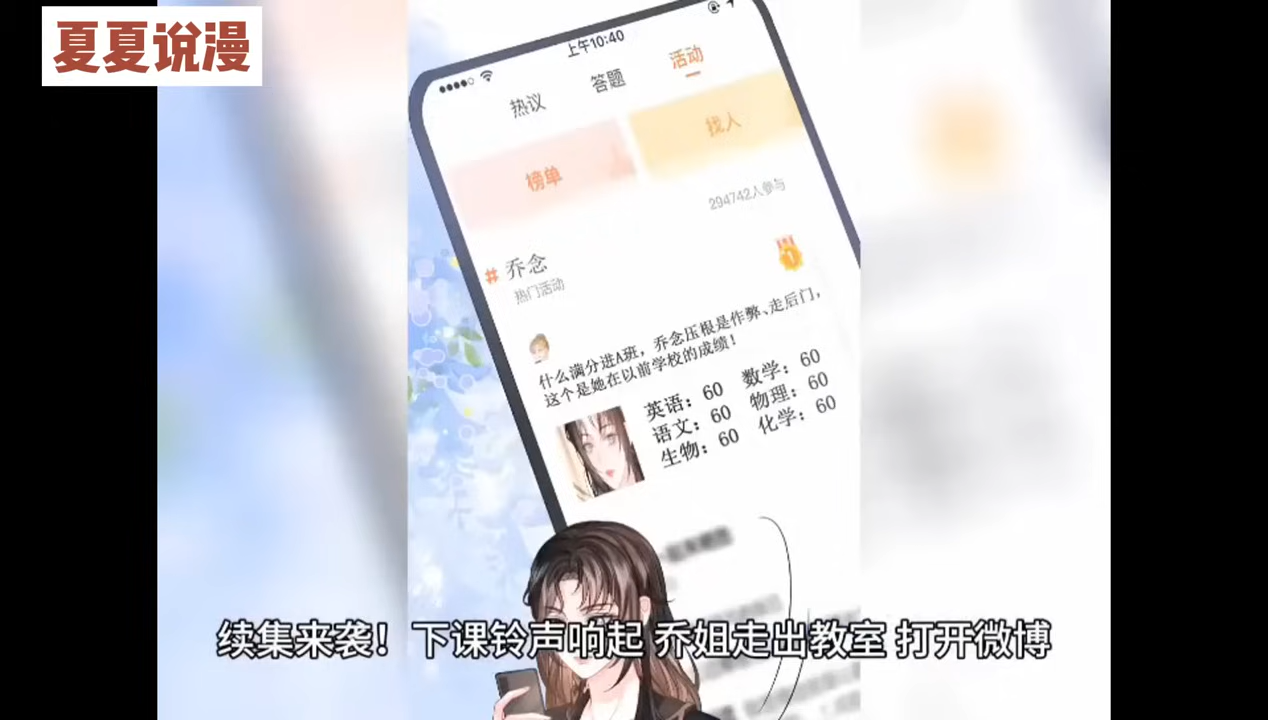 夏夏说漫
上午10:40
热议 答题 活动
榜单 找人
294742人参与
# 乔念
热门活动
1
什么满分进A班，乔念压根是作弊、走后门，
这个是她在以前学校的成绩！
英语：60 数学：60
语文：60 物理：60
生物：60 化学：60
续集来袭！下课铃声响起 乔姐走出教室 打开微博